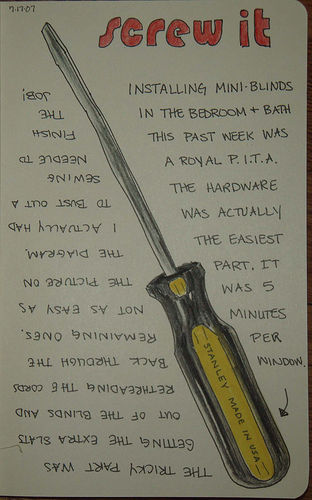 7.17.07
screw it
INSTALLING MINI-BLINDS
IN THE BEDROOM + BATH
THIS PAST WEEK WAS
A ROYAL P.I.T.A.
THE HARDWARE
WAS ACTUALLY
THE EASIEST
PART. IT
WAS 5
MINUTES
PER
WINDOW.
THE TRICKY PART WAS
GETTING THE EXTRA SLATS
OUT OF THE BLINDS AND
RETHREADING THE CORDS
BACK THROUGH THE
REMAINING ONES.
NOT AS EASY AS
THE PICTURE ON
THE DIAGRAM.
I ACTUALLY HAD
TO BUST OUT A
SEWING
NEEDLE TO
FINISH
THE
JOB!
STANLEY MADE IN USA